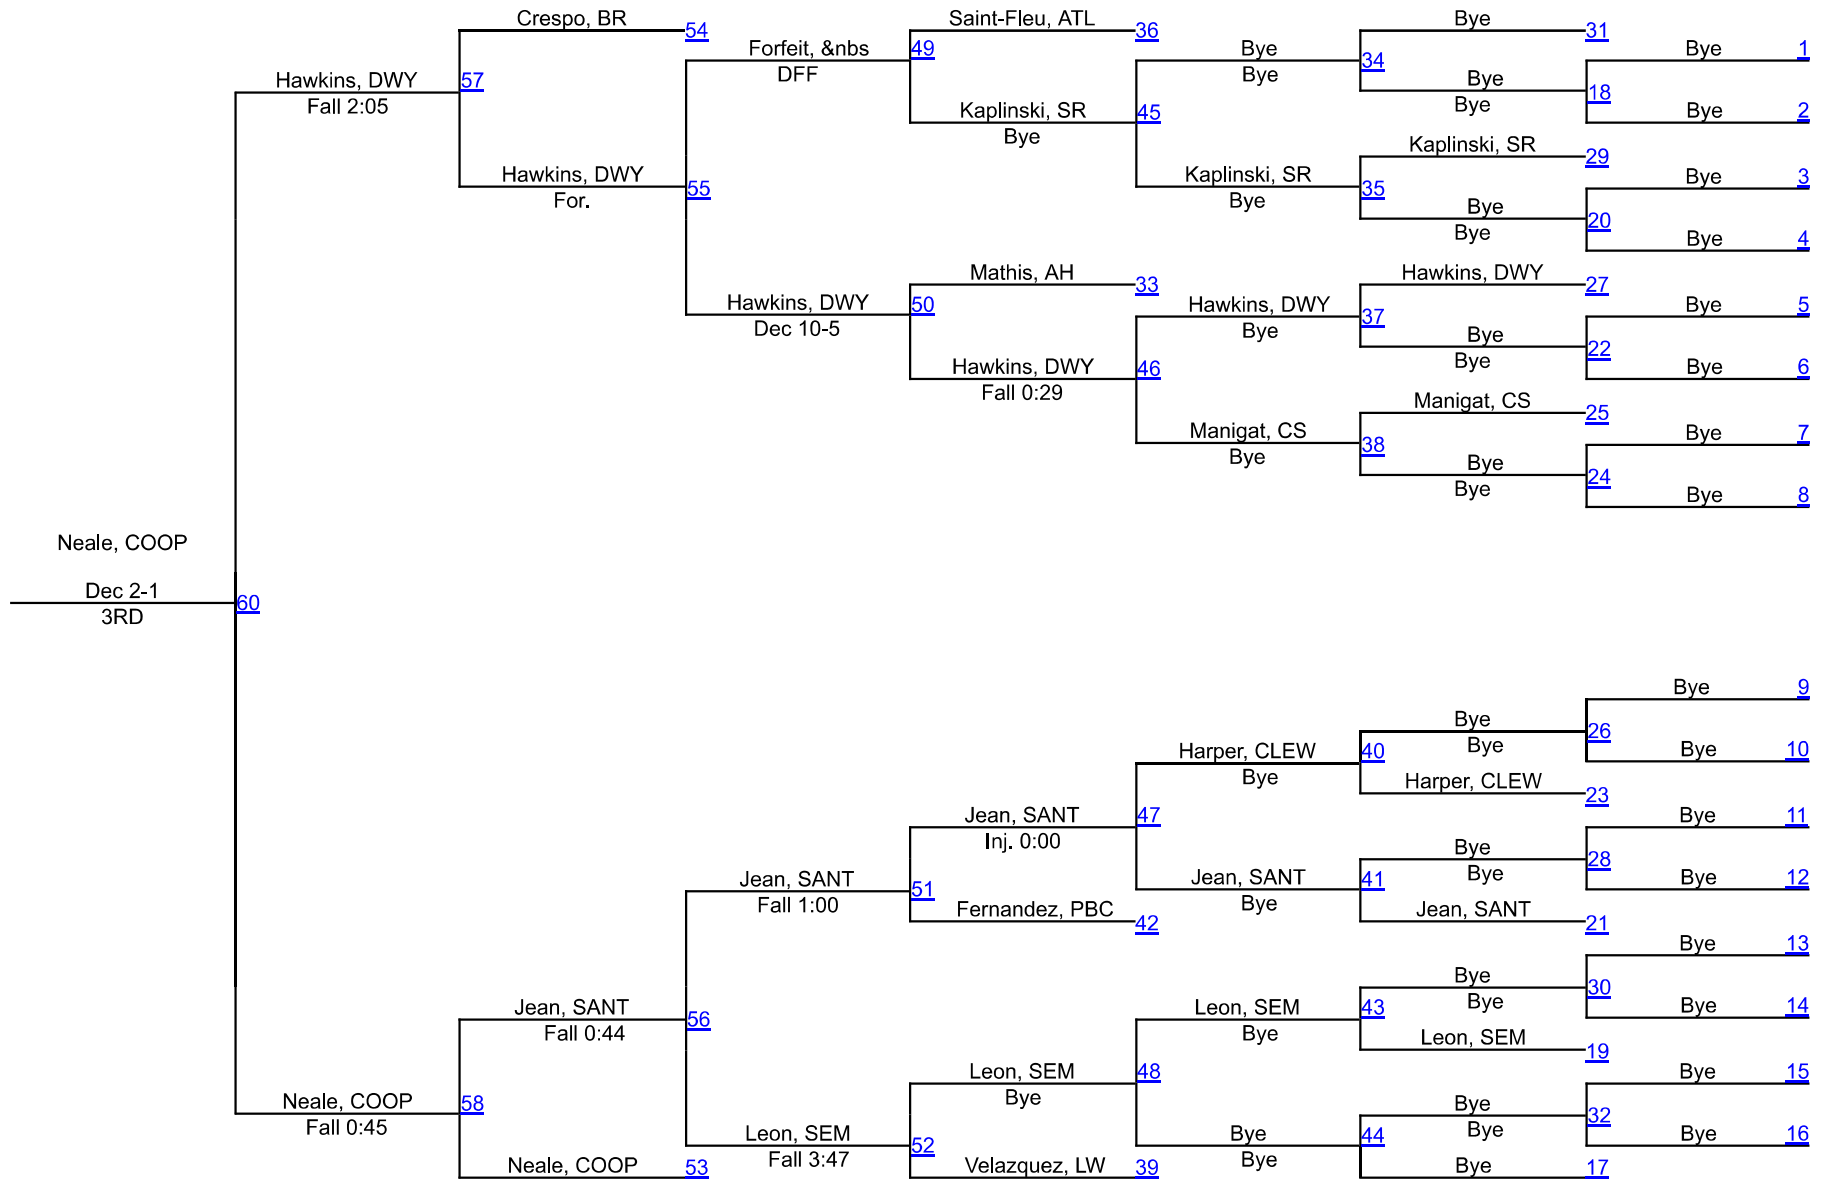 Crespo, BR
54
Saint-Fleu, ATL
36
Bye
31
Forfeit, &nbs
49
DFF
Bye
34
Bye
Bye
1
Hawkins, DWY
57
Fall 2:05
Bye
18
Bye
Kaplinski, SR
45
Bye
Bye
2
Kaplinski, SR
29
Hawkins, DWY
55
For.
Kaplinski, SR
35
Bye
Bye
3
Bye
20
Bye
Bye
4
Mathis, AH
33
Hawkins, DWY
27
Hawkins, DWY
50
Dec 10-5
Hawkins, DWY
37
Bye
Bye
5
Bye
22
Bye
Hawkins, DWY
46
Fall 0:29
Bye
6
Manigat, CS
25
Manigat, CS
38
Bye
Bye
7
Bye
24
Bye
Bye
8
Neale, COOP
Dec 2-1
60
3RD
Bye
9
Bye
26
Bye
Harper, CLEW
40
Bye
Bye
10
Harper, CLEW
23
Jean, SANT
47
Inj. 0:00
Bye
11
Bye
28
Bye
Jean, SANT
51
Fall 1:00
Jean, SANT
41
Bye
Bye
12
Fernandez, PBC
42
Jean, SANT
21
Bye
13
Bye
30
Bye
Jean, SANT
56
Fall 0:44
Leon, SEM
43
Bye
Bye
14
Leon, SEM
19
Leon, SEM
48
Bye
Bye
15
Neale, COOP
58
Fall 0:45
Bye
32
Bye
Leon, SEM
52
Fall 3:47
Bye
44
Bye
Bye
16
Neale, COOP
53
Velazquez, LW
39
Bye
17